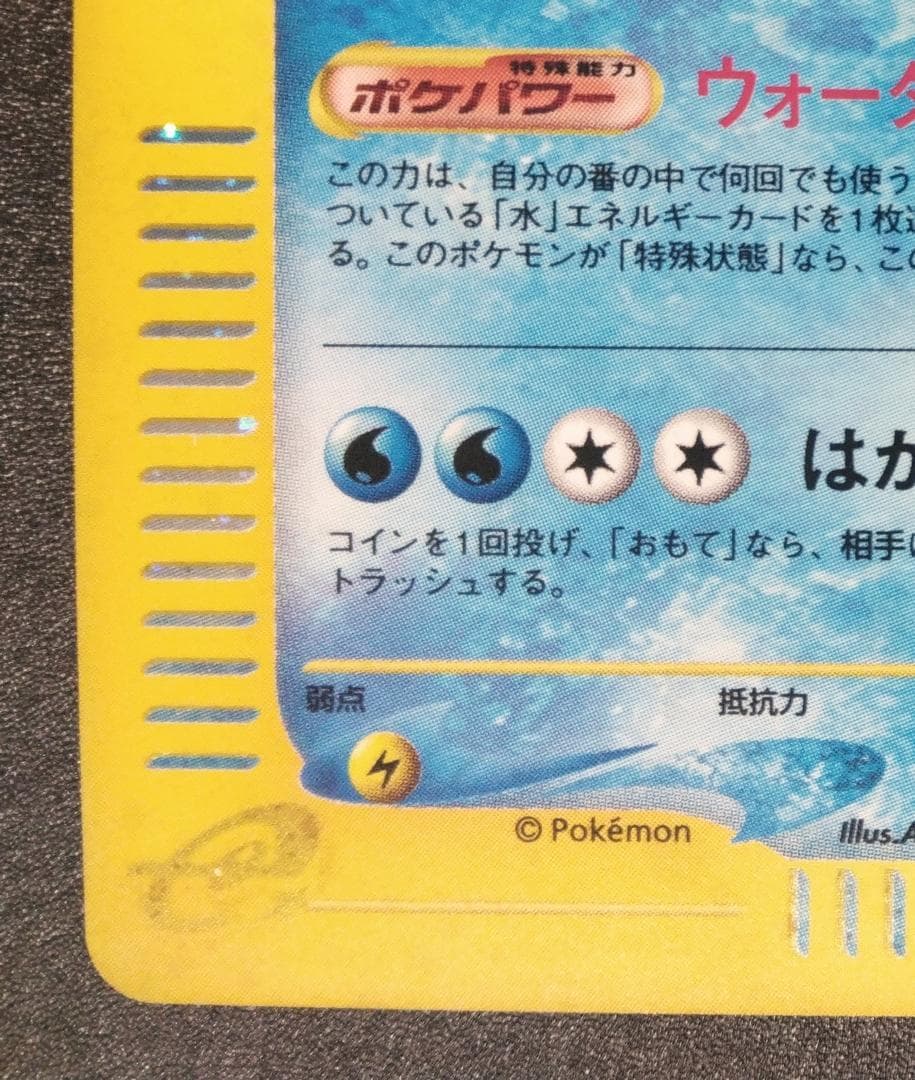 特殊能力
ポケパワー ウォータ
この力は、自分の番の中で何回でも使う
ついている「水」エネルギーカードを1枚
る。このポケモンが「特殊状態」なら、この
はか
コインを1回投げ、「おもて」なら、相手に
トラッシュする。
弱点 抵抗力
© Pokémon Illus.A